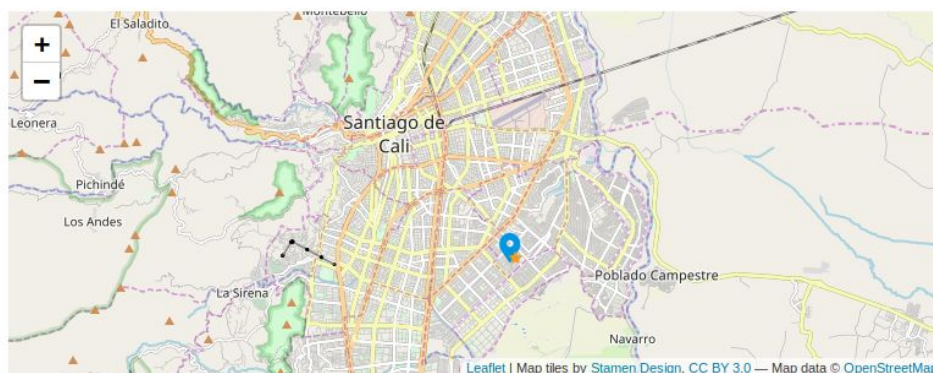 Montebello
El Saladito
+
−
Leonera
Santiago de
Cali
Pichindé
Los Andes
La Sirena
Poblado Campestre
Navarro
Leaflet | Map tiles by Stamen Design, CC BY 3.0 — Map data © OpenStreetMap